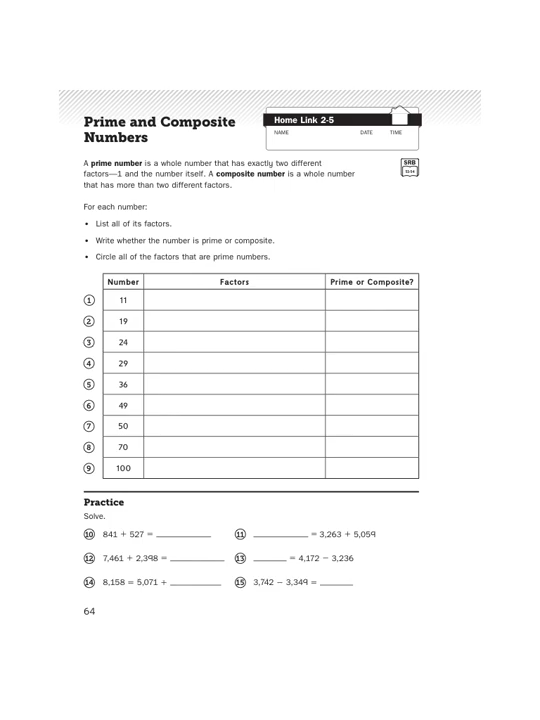 Prime and Composite
Numbers
Home Link 2-5
NAME DATE TIME
A prime number is a whole number that has exactly two different
factors—1 and the number itself. A composite number is a whole number
that has more than two different factors.
SRB
For each number:
• List all of its factors.
• Write whether the number is prime or composite.
• Circle all of the factors that are prime numbers.
Number Factors Prime or Composite?
① 11
② 19
③ 24
④ 29
⑤ 36
⑥ 49
⑦ 50
⑧ 70
⑨ 100
Practice
Solve.
⑩ 841 + 527 = ____________ ⑪ ____________ = 3,263 + 5,059
⑫ 7,461 + 2,398 = ____________ ⑬ ________ = 4,172 − 3,236
⑭ 8,158 = 5,071 + ____________ ⑮ 3,742 − 3,349 = ________
64